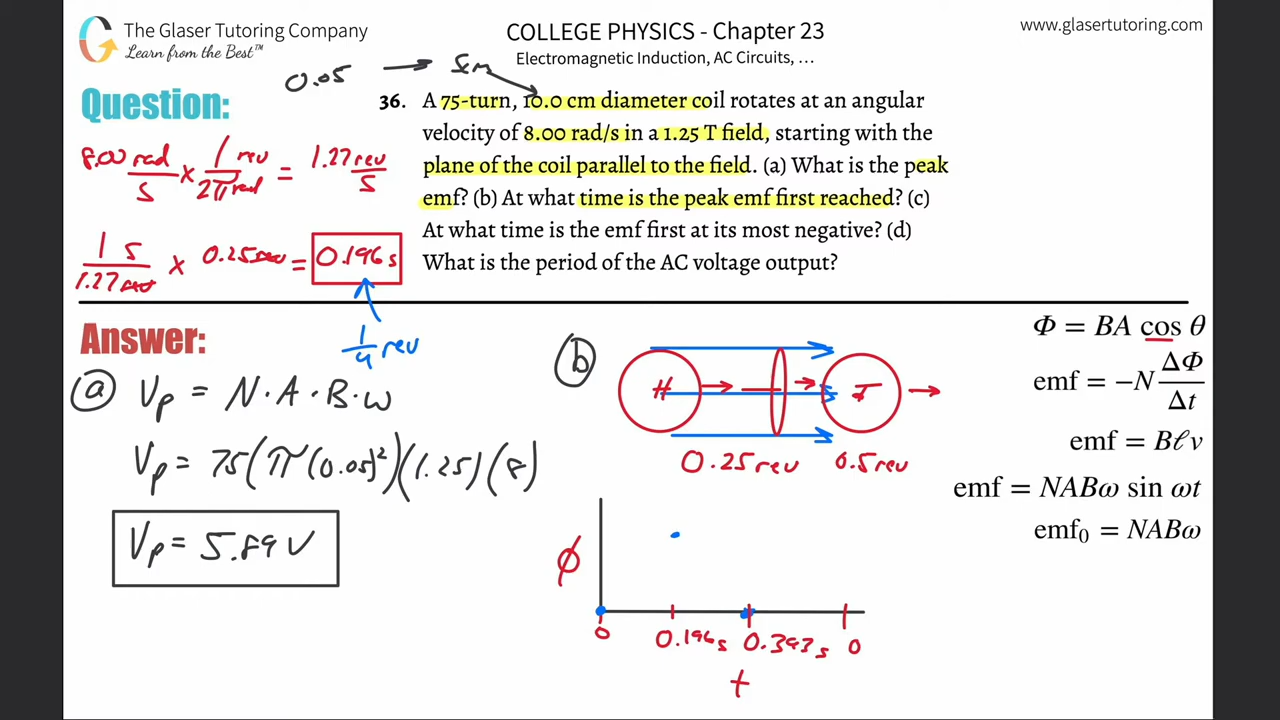 The Glaser Tutoring Company
Learn from the Best™
COLLEGE PHYSICS - Chapter 23
Electromagnetic Induction, AC Circuits, ...
www.glasertutoring.com
0.05 → 5cm
Question:
36. A 75-turn, 10.0 cm diameter coil rotates at an angular
velocity of 8.00 rad/s in a 1.25 T field, starting with the
plane of the coil parallel to the field. (a) What is the peak
emf? (b) At what time is the peak emf first reached? (c)
At what time is the emf first at its most negative? (d)
What is the period of the AC voltage output?
8.00 rad/s × 1 rev/2π rad = 1.27 rev/s
1 s/1.27 rev × 0.25 rev = 0.196 s
1/4 rev
Answer:
ⓐ Vp = N · A · B · ω
Vp = 75(π(0.05)²)(1.25)(8)
Vp = 5.89 V
ⓑ
0.25 rev 0.5 rev
ϕ
0 0.196s 0.393s 0
t
Φ = BA cos θ
emf = −N ΔΦ/Δt
emf = Bℓv
emf = NABω sin ωt
emf₀ = NABω